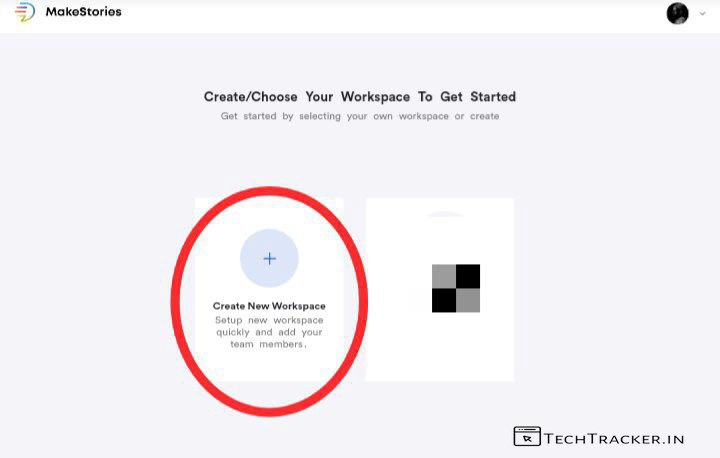 MakeStories
Create/Choose Your Workspace To Get Started
Get started by selecting your own workspace or create
Create New Workspace
Setup new workspace
quickly and add your
team members.
TECHTRACKER.IN